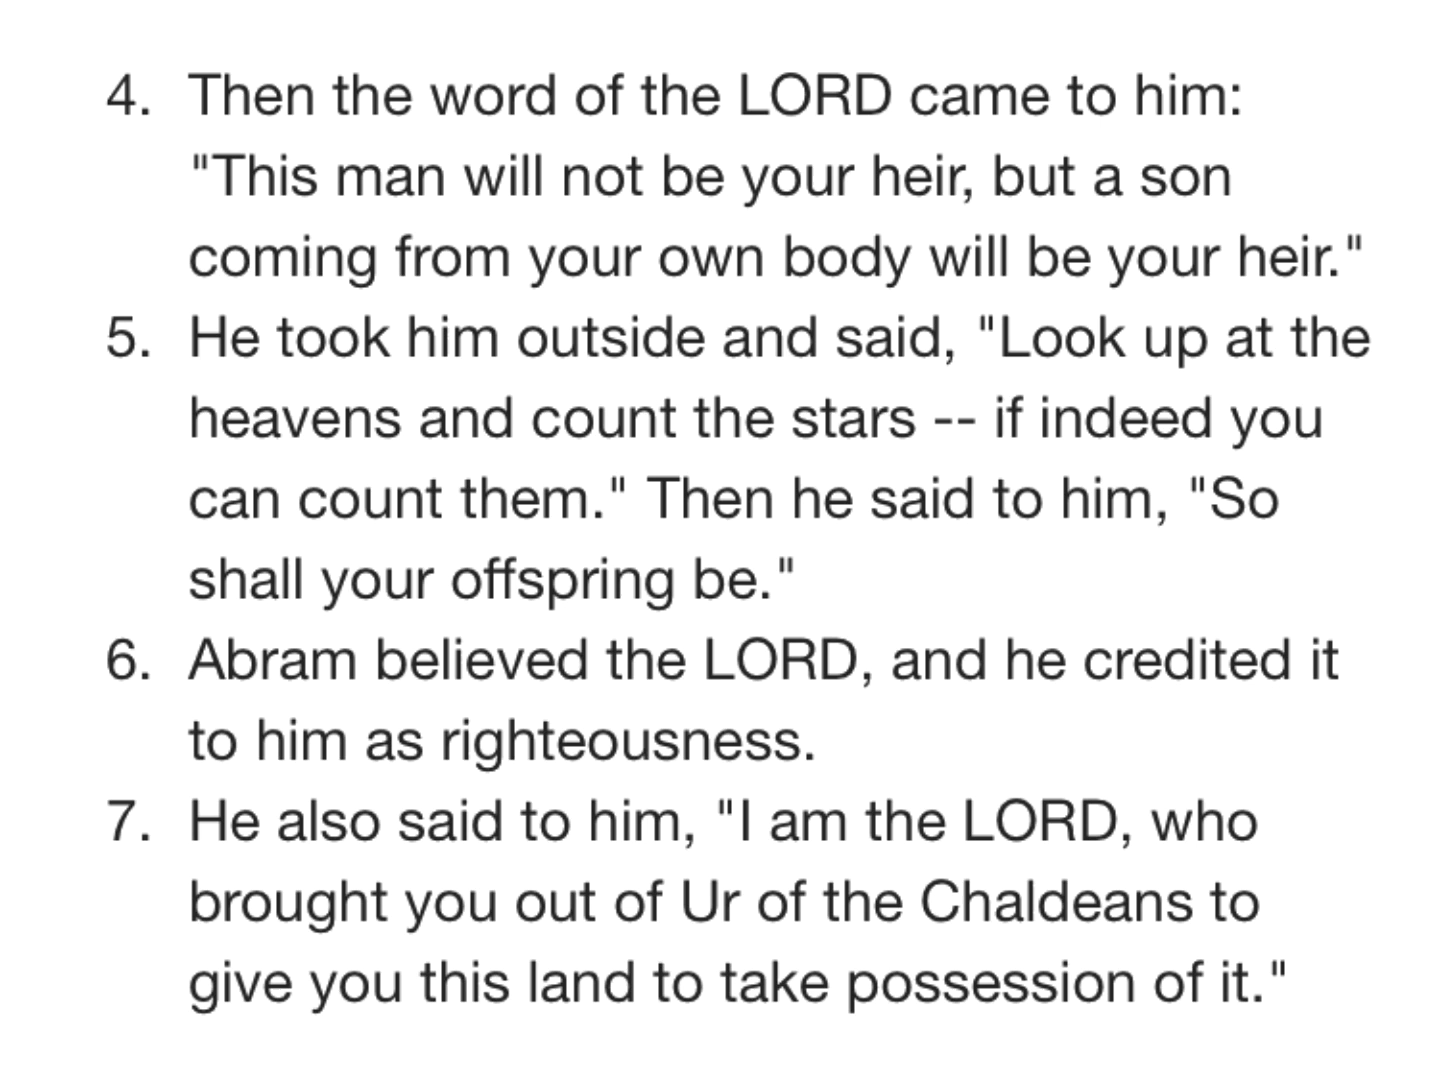 4. Then the word of the LORD came to him:
"This man will not be your heir, but a son
coming from your own body will be your heir."
5. He took him outside and said, "Look up at the
heavens and count the stars -- if indeed you
can count them." Then he said to him, "So
shall your offspring be."
6. Abram believed the LORD, and he credited it
to him as righteousness.
7. He also said to him, "I am the LORD, who
brought you out of Ur of the Chaldeans to
give you this land to take possession of it."